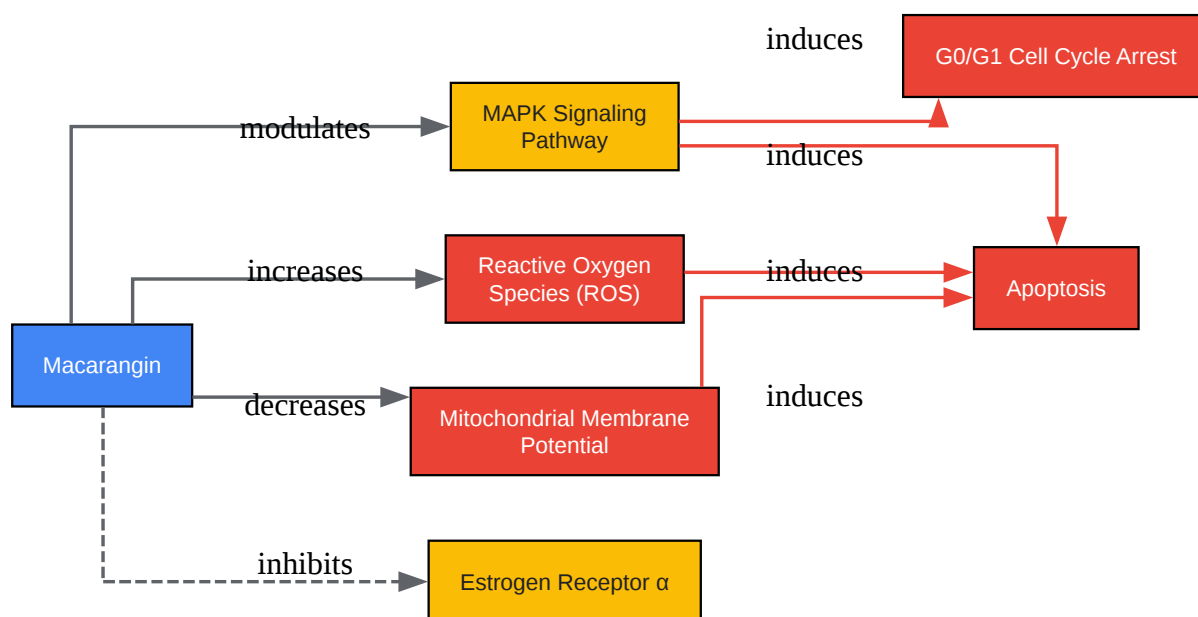 induces
G0/G1 Cell Cycle Arrest
modulates
MAPK Signaling
Pathway
induces
increases
Reactive Oxygen
Species (ROS)
induces
Apoptosis
Macarangin
decreases
Mitochondrial Membrane
Potential
induces
inhibits
Estrogen Receptor α